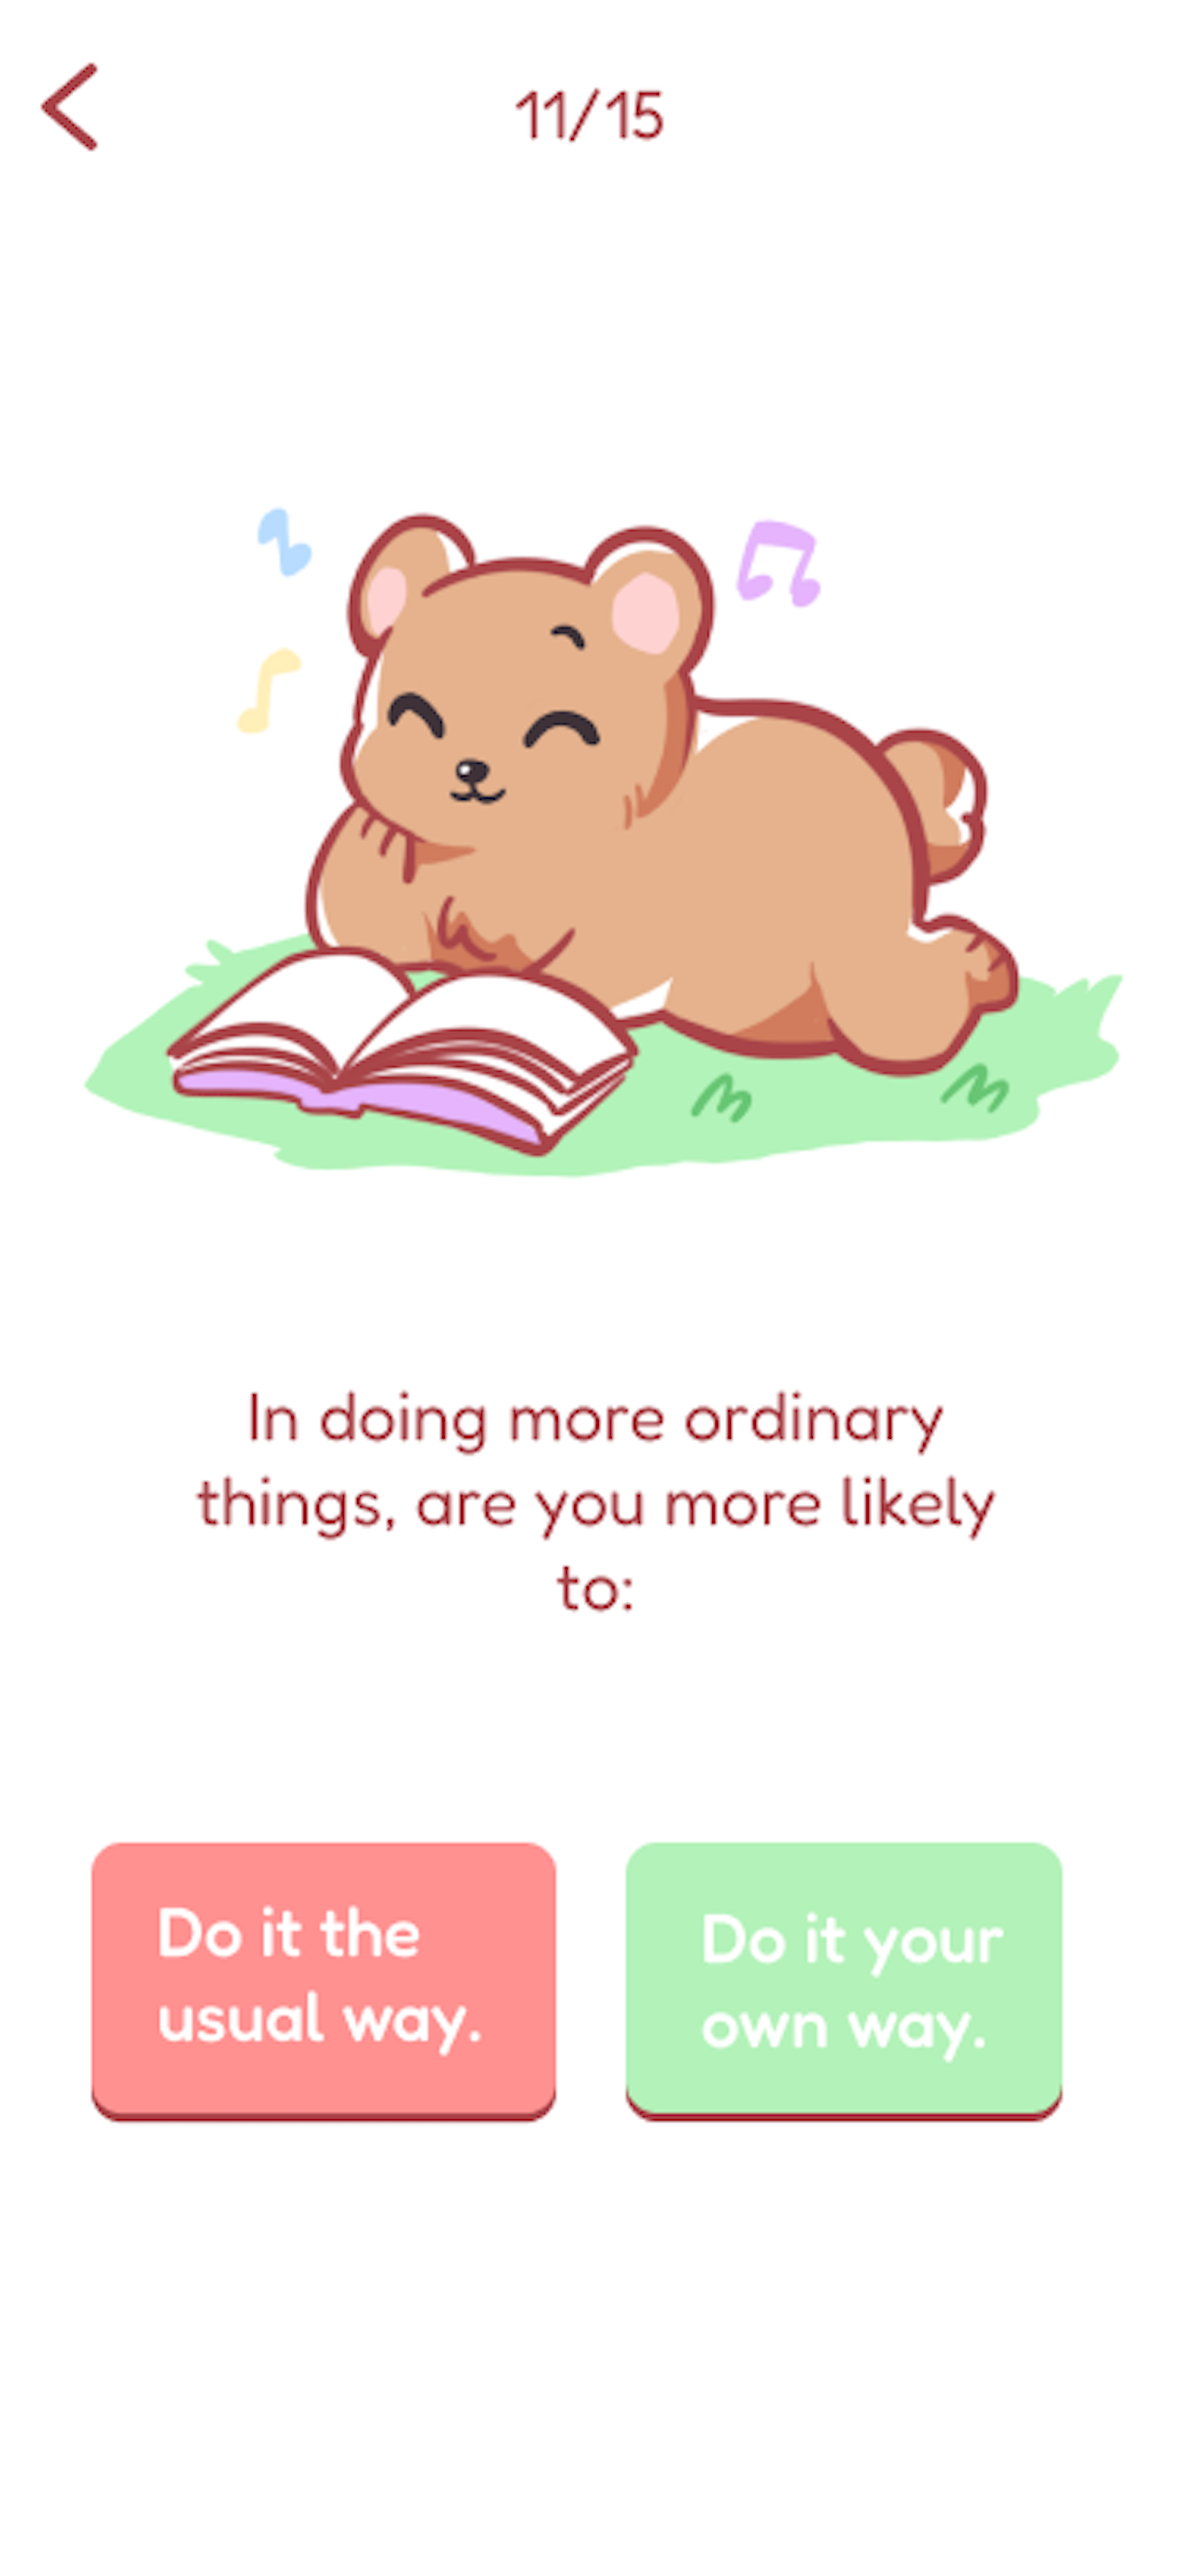 11/15
In doing more ordinary
things, are you more likely
to:
Do it the
usual way.
Do it your
own way.